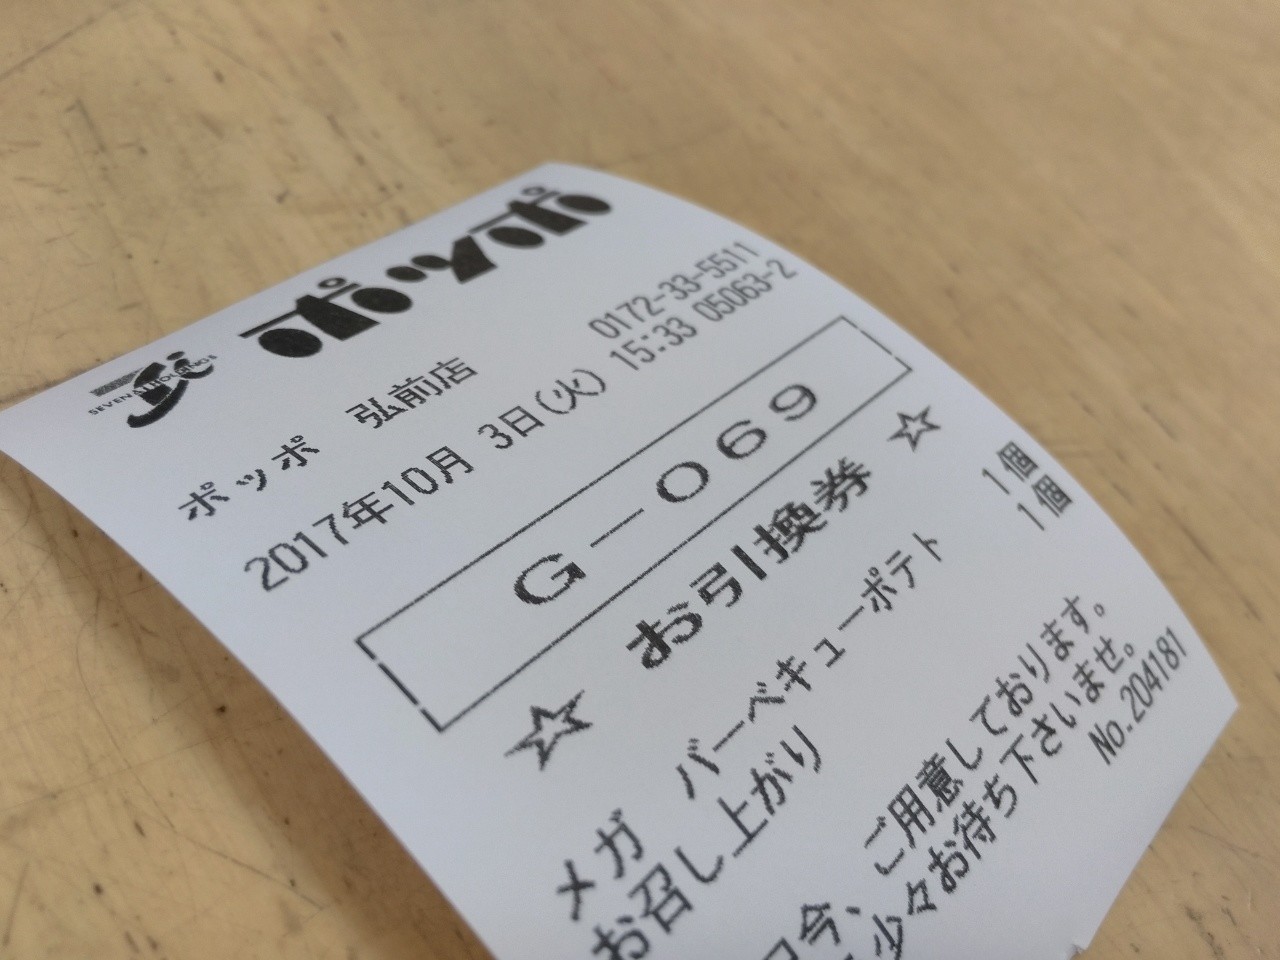 ポッポ
SEVEN & i HOLDINGS
ポッポ 弘前店
0172-33-5511
2017年10月 3日(火) 15:33 05063-2
G-069
☆ お引換券 ☆
メガ バーベキューポテト 1個
お召し上がり 1個
只今、ご用意しております。
少々お待ち下さいませ。
No.204181